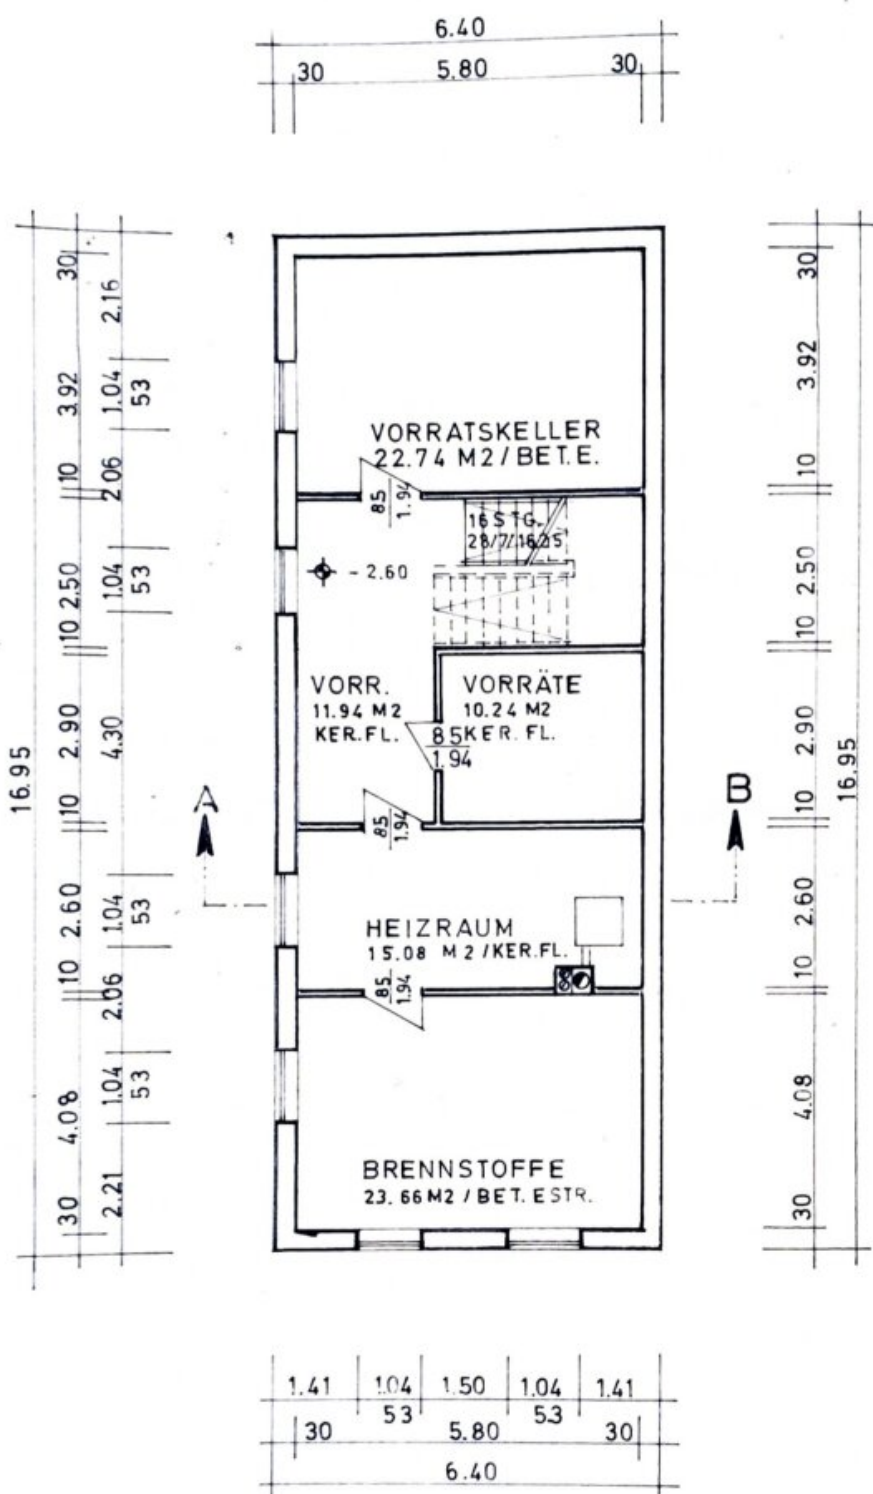 6.40
30 5.80 30
30
3.92
10
2.50
10
2.90
10
2.60
10
4.08
30
2.16
1.04
53
2.06
1.04
53
4.30
1.04
53
2.06
1.04
53
2.21
16.95
VORRATSKELLER
22.74 M2 / BET.E.
85
1.94
16 STG.
- 2.60
VORR.
11.94 M2
KER.FL.
VORRÄTE
10.24 M2
KER.FL.
85
1.94
85
1.94
A
B
HEIZRAUM
15.08 M2 /KER.FL.
85
1.94
BRENNSTOFFE
23.66 M2 / BET. ESTR.
30
3.92
10
2.50
10
2.90
10
2.60
10
4.08
30
16.95
1.41 1.04 1.50 1.04 1.41
53 53
30 5.80 30
6.40